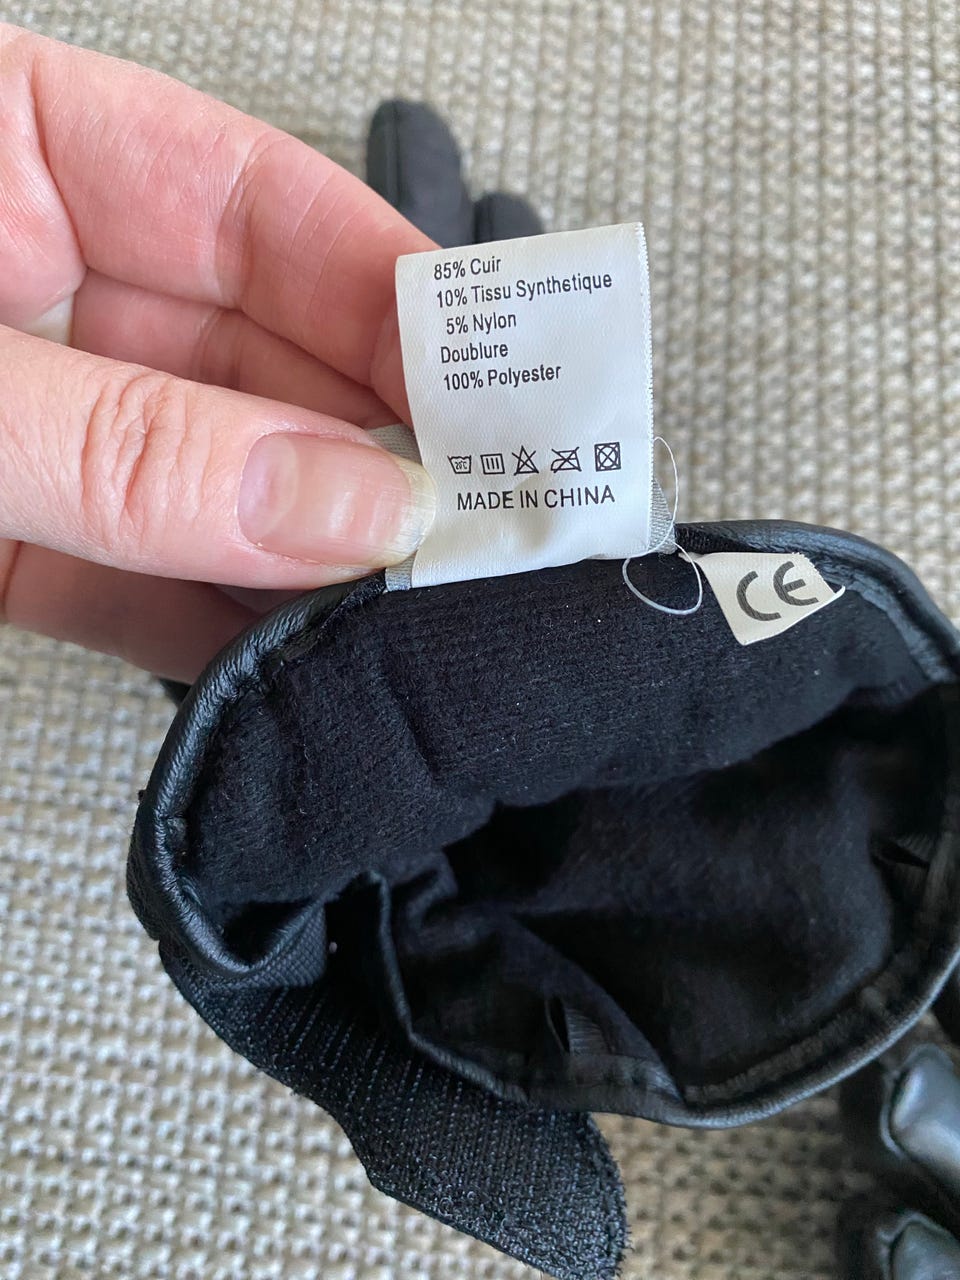 85% Cuir
10% Tissu Synthetique
5% Nylon
Doublure
100% Polyester
MADE IN CHINA
CE